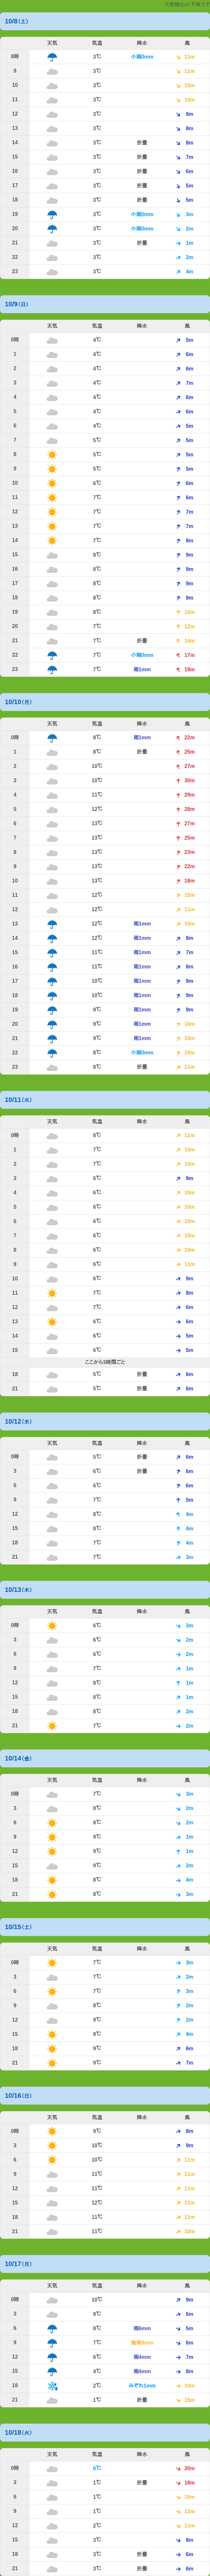 の予報です
10/8(土)
天気 気温 降水 風
8時 3℃ 小雨0mm 11m
9 3℃ 11m
10 3℃ 10m
11 3℃ 10m
12 3℃ 9m
13 3℃ 8m
14 3℃ 折畳 8m
15 3℃ 折畳 7m
16 3℃ 折畳 6m
17 3℃ 折畳 5m
18 3℃ 折畳 5m
19 3℃ 小雨0mm 3m
20 3℃ 小雨0mm 2m
21 3℃ 折畳 1m
22 3℃ 2m
23 3℃ 4m
10/9(日)
天気 気温 降水 風
0時 4℃ 5m
1 4℃ 6m
2 4℃ 6m
3 4℃ 7m
4 4℃ 6m
5 4℃ 6m
6 4℃ 5m
7 5℃ 5m
8 5℃ 5m
9 5℃ 5m
10 6℃ 6m
11 7℃ 6m
12 7℃ 7m
13 7℃ 7m
14 7℃ 8m
15 8℃ 9m
16 8℃ 9m
17 8℃ 9m
18 8℃ 9m
19 8℃ 10m
20 7℃ 12m
21 7℃ 折畳 14m
22 7℃ 小雨0mm 17m
23 7℃ 雨1mm 19m
10/10(月)
天気 気温 降水 風
0時 8℃ 雨1mm 22m
1 8℃ 折畳 25m
2 10℃ 27m
3 10℃ 30m
4 11℃ 29m
5 12℃ 28m
6 13℃ 27m
7 13℃ 25m
8 13℃ 23m
9 13℃ 22m
10 13℃ 18m
11 12℃ 15m
12 12℃ 11m
13 12℃ 雨1mm 10m
14 12℃ 雨1mm 8m
15 11℃ 雨1mm 7m
16 11℃ 雨1mm 8m
17 10℃ 雨1mm 9m
18 10℃ 雨1mm 9m
19 9℃ 雨1mm 9m
20 9℃ 雨1mm 10m
21 9℃ 雨1mm 10m
22 8℃ 小雨0mm 10m
23 8℃ 折畳 11m
10/11(火)
天気 気温 降水 風
0時 8℃ 11m
1 7℃ 10m
2 7℃ 10m
3 6℃ 9m
4 6℃ 10m
5 6℃ 10m
6 6℃ 10m
7 6℃ 10m
8 6℃ 10m
9 6℃ 11m
10 6℃ 9m
11 7℃ 8m
12 7℃ 6m
13 6℃ 6m
14 6℃ 5m
15 6℃ 5m
ここから3時間ごと
18 5℃ 折畳 6m
21 5℃ 折畳 6m
10/12(水)
天気 気温 降水 風
0時 5℃ 折畳 6m
3 6℃ 折畳 6m
6 6℃ 6m
9 7℃ 5m
12 8℃ 4m
15 8℃ 4m
18 7℃ 4m
21 7℃ 3m
10/13(木)
天気 気温 降水 風
0時 6℃ 3m
3 6℃ 2m
6 6℃ 2m
9 7℃ 1m
12 8℃ 1m
15 8℃ 1m
18 8℃ 2m
21 7℃ 2m
10/14(金)
天気 気温 降水 風
0時 7℃ 3m
3 8℃ 2m
6 8℃ 2m
9 9℃ 1m
12 9℃ 1m
15 9℃ 2m
18 8℃ 4m
21 8℃ 3m
10/15(土)
天気 気温 降水 風
0時 7℃ 3m
3 7℃ 2m
6 7℃ 3m
9 8℃ 2m
12 9℃ 2m
15 9℃ 4m
18 9℃ 6m
21 9℃ 7m
10/16(日)
天気 気温 降水 風
0時 9℃ 8m
3 10℃ 9m
6 10℃ 11m
9 11℃ 11m
12 11℃ 11m
15 12℃ 11m
18 11℃ 11m
21 11℃ 10m
10/17(月)
天気 気温 降水 風
0時 10℃ 9m
3 9℃ 6m
6 8℃ 雨6mm 5m
9 7℃ 強雨9mm 6m
12 6℃ 雨4mm 7m
15 4℃ 雨4mm 8m
18 2℃ みぞれ1mm 10m
21 1℃ 折畳 15m
10/18(火)
天気 気温 降水 風
0時 0℃ 20m
3 1℃ 折畳 18m
6 1℃ 16m
9 1℃ 13m
12 2℃ 11m
15 3℃ 8m
18 3℃ 折畳 6m
21 3℃ 折畳 6m